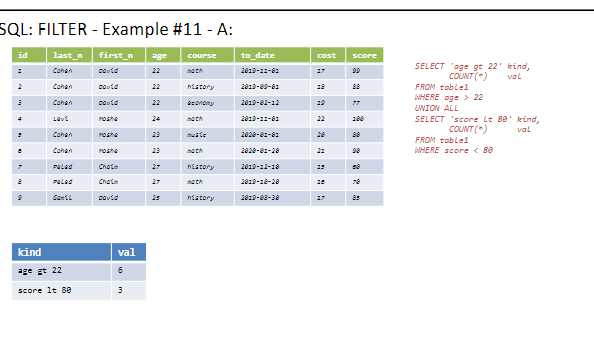 SQL: FILTER - Example #11 - A:
id last_n first_n age course to_date cost score
1 Cohen David 22 math 2019-11-01 17 99
2 Cohen David 22 history 2019-09-01 18 88
3 Cohen David 22 economy 2019-02-12 19 77
4 Levi Moshe 24 math 2019-11-01 22 100
5 Cohen Moshe 23 music 2020-01-01 20 80
6 Cohen Moshe 23 math 2020-01-20 21 90
7 Peled Chaim 27 history 2019-12-10 15 60
8 Peled Chaim 27 math 2019-10-20 16 70
9 Gamil David 25 history 2019-08-30 17 85
SELECT 'age gt 22' kind,
COUNT(*) val
FROM table1
WHERE age > 22
UNION ALL
SELECT 'score lt 80' kind,
COUNT(*) val
FROM table1
WHERE score < 80
kind val
age gt 22 6
score lt 80 3